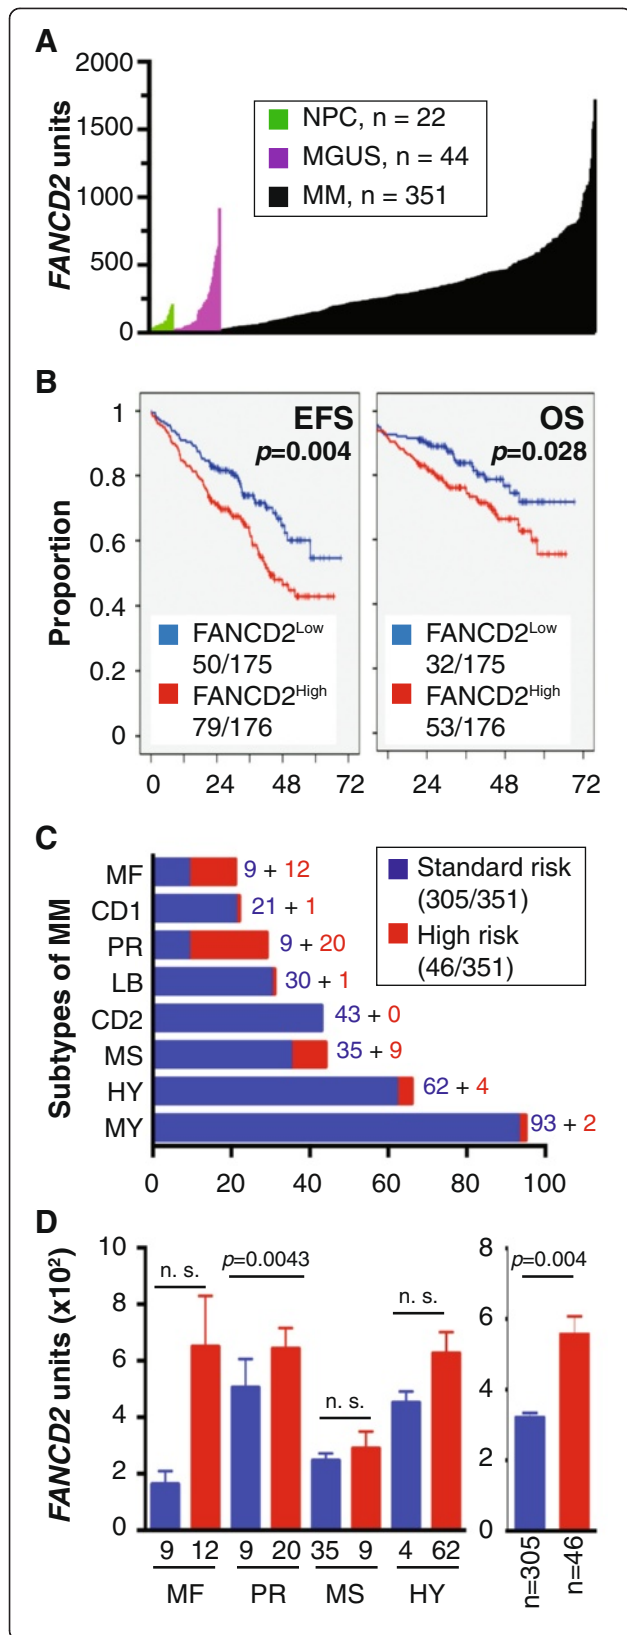 A
2000
1500
1000
500
0
FANCD2 units
NPC, n = 22
MGUS, n = 44
MM, n = 351
B
Proportion
1
0.8
0.6
0.4
0.2
0
EFS
p=0.004
FANCD2Low
50/175
FANCD2High
79/176
0 24 48 72
OS
p=0.028
FANCD2Low
32/175
FANCD2High
53/176
24 48 72
C
Subtypes of MM
MF 9 + 12
CD1 21 + 1
PR 9 + 20
LB 30 + 1
CD2 43 + 0
MS 35 + 9
HY 62 + 4
MY 93 + 2
0 20 40 60 80 100
Standard risk
(305/351)
High risk
(46/351)
D
FANCD2 units (x10²)
10
8
6
4
2
0
n. s.
p=0.0043
n. s.
n. s.
9 12 9 20 35 9 4 62
MF PR MS HY
8
6
4
2
0
p=0.004
n=305
n=46